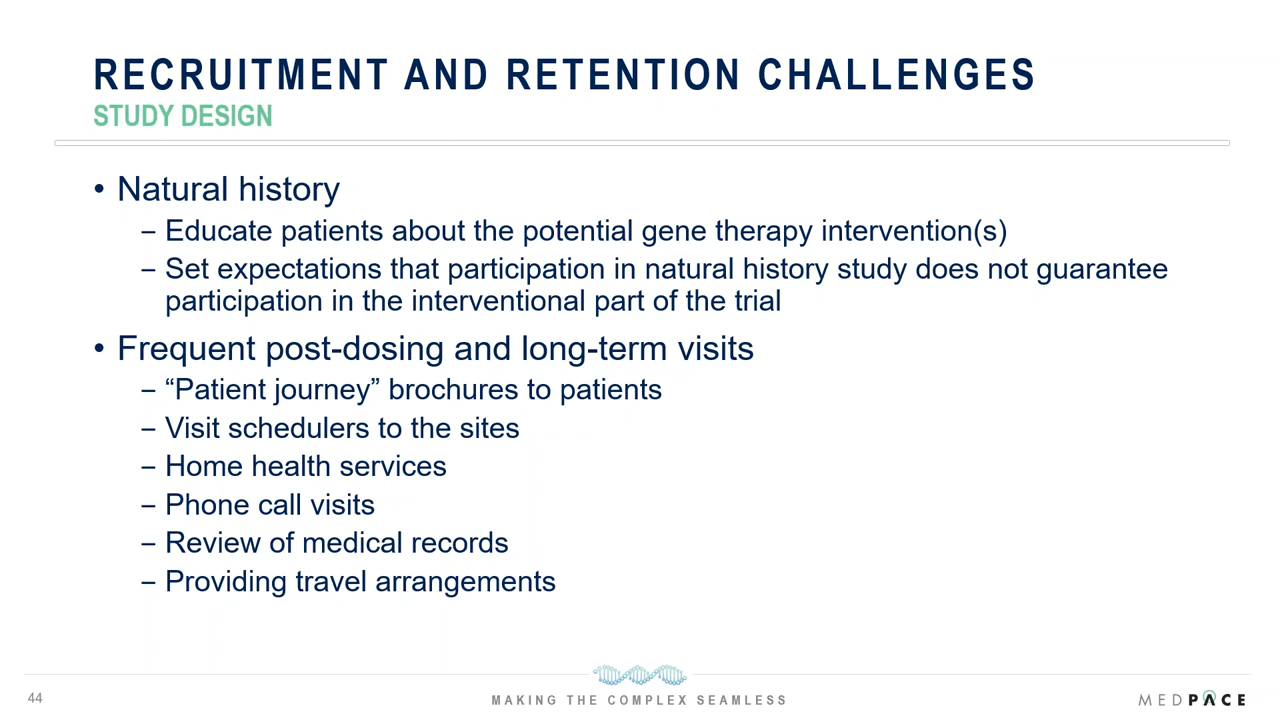 RECRUITMENT AND RETENTION CHALLENGES
STUDY DESIGN
• Natural history
– Educate patients about the potential gene therapy intervention(s)
– Set expectations that participation in natural history study does not guarantee
participation in the interventional part of the trial
• Frequent post-dosing and long-term visits
– “Patient journey” brochures to patients
– Visit schedulers to the sites
– Home health services
– Phone call visits
– Review of medical records
– Providing travel arrangements
44
MAKING THE COMPLEX SEAMLESS
MEDPACE